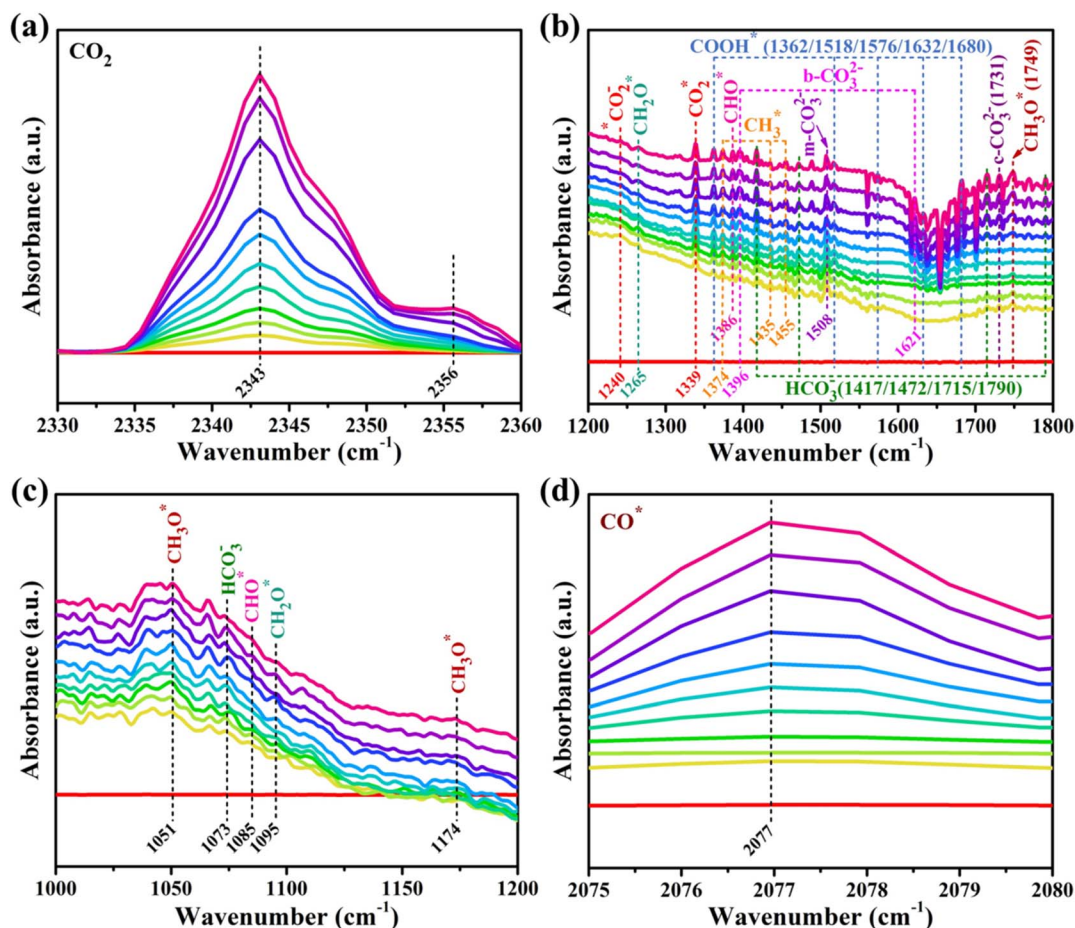 (a)
CO₂
Absorbance (a.u.)
2343
2356
2330 2335 2340 2345 2350 2355 2360
Wavenumber (cm⁻¹)
(b)
COOH* (1362/1518/1576/1632/1680)
*CO₂⁻
CH₂O*
CO₂*
CHO*
b-CO₃²⁻
CH₃*
m-CO₃²⁻
c-CO₃²⁻ (1731)
CH₃O* (1749)
Absorbance (a.u.)
1240
1265
1339
1374
1386
1396
1435
1455
1508
1621
HCO₃⁻(1417/1472/1715/1790)
1200 1300 1400 1500 1600 1700 1800
Wavenumber (cm⁻¹)
(c)
CH₃O*
HCO₃⁻
CHO*
CH₂O*
CH₃O*
Absorbance (a.u.)
1051
1073
1085
1095
1174
1000 1050 1100 1150 1200
Wavenumber (cm⁻¹)
(d)
CO*
Absorbance (a.u.)
2077
2075 2076 2077 2078 2079 2080
Wavenumber (cm⁻¹)